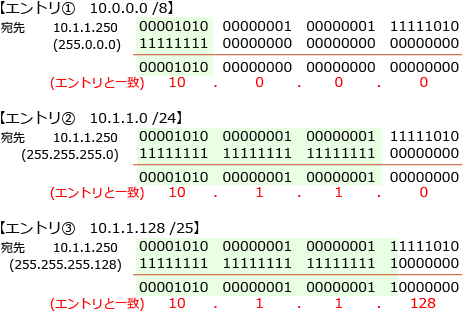 【エントリ① 10.0.0.0 /8】
宛先 10.1.1.250 00001010 00000001 00000001 11111010
(255.0.0.0) 11111111 00000000 00000000 00000000
00001010 00000000 00000000 00000000
(エントリと一致) 10 . 0 . 0 . 0
【エントリ② 10.1.1.0 /24】
宛先 10.1.1.250 00001010 00000001 00000001 11111010
(255.255.255.0) 11111111 11111111 11111111 00000000
00001010 00000001 00000001 00000000
(エントリと一致) 10 . 1 . 1 . 0
【エントリ③ 10.1.1.128 /25】
宛先 10.1.1.250 00001010 00000001 00000001 11111010
(255.255.255.128) 11111111 11111111 11111111 10000000
00001010 00000001 00000001 10000000
(エントリと一致) 10 . 1 . 1 . 128